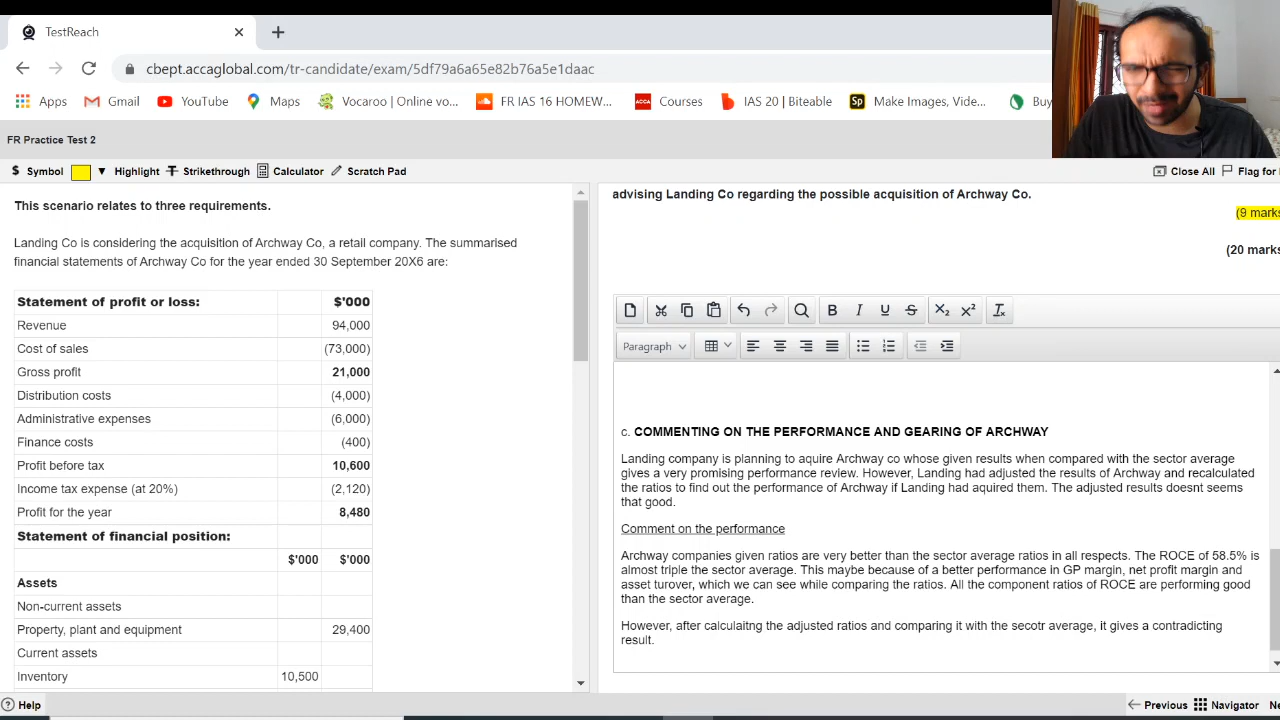 TestReach
cbept.accaglobal.com/tr-candidate/exam/5df79a6a65e82b76a5e1daac
Apps Gmail YouTube Maps Vocaroo | Online vo... FR IAS 16 HOMEW... ACCA Courses IAS 20 | Biteable Sp Make Images, Vide... Buy
FR Practice Test 2
$ Symbol Highlight Strikethrough Calculator Scratch Pad Close All Flag for
This scenario relates to three requirements.
Landing Co is considering the acquisition of Archway Co, a retail company. The summarised
financial statements of Archway Co for the year ended 30 September 20X6 are:
Statement of profit or loss: $'000
Revenue 94,000
Cost of sales (73,000)
Gross profit 21,000
Distribution costs (4,000)
Administrative expenses (6,000)
Finance costs (400)
Profit before tax 10,600
Income tax expense (at 20%) (2,120)
Profit for the year 8,480
Statement of financial position:
$'000 $'000
Assets
Non-current assets
Property, plant and equipment 29,400
Current assets
Inventory 10,500
advising Landing Co regarding the possible acquisition of Archway Co.
(9 marks
(20 marks
B I U S X₂ X² Ix
Paragraph
c. COMMENTING ON THE PERFORMANCE AND GEARING OF ARCHWAY
Landing company is planning to aquire Archway co whose given results when compared with the sector average
gives a very promising performance review. However, Landing had adjusted the results of Archway and recalculated
the ratios to find out the performance of Archway if Landing had aquired them. The adjusted results doesnt seems
that good.
Comment on the performance
Archway companies given ratios are very better than the sector average ratios in all respects. The ROCE of 58.5% is
almost triple the sector average. This maybe because of a better performance in GP margin, net profit margin and
asset turover, which we can see while comparing the ratios. All the component ratios of ROCE are performing good
than the sector average.
However, after calculaitng the adjusted ratios and comparing it with the secotr average, it gives a contradicting
result.
Help
Previous Navigator Ne